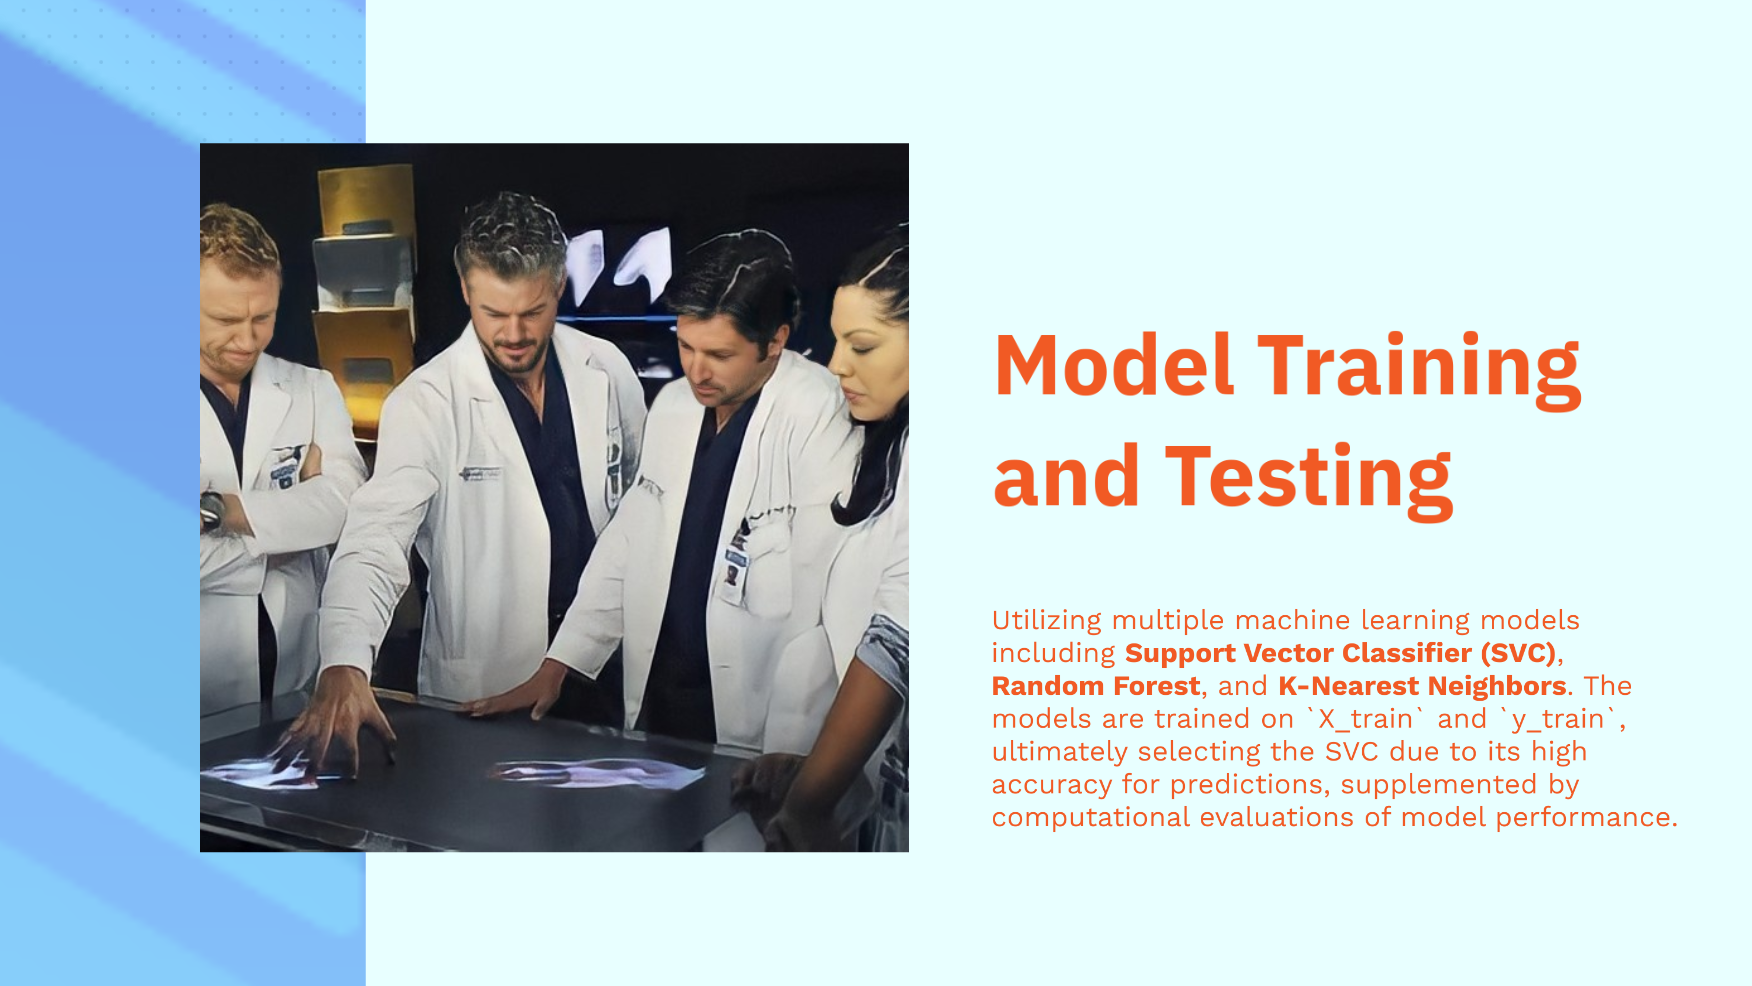 Model Training
and Testing
Utilizing multiple machine learning models
including Support Vector Classifier (SVC),
Random Forest, and K-Nearest Neighbors. The
models are trained on `X_train` and `y_train`,
ultimately selecting the SVC due to its high
accuracy for predictions, supplemented by
computational evaluations of model performance.